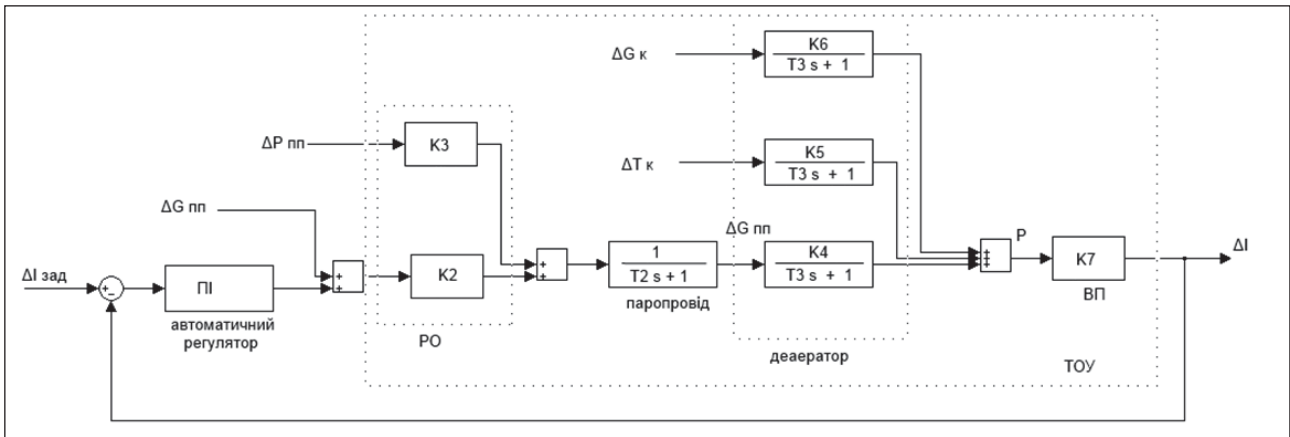 ΔG к
K6
T3 s + 1
ΔP пп
K3
ΔT к
K5
T3 s + 1
ΔG пп
ΔG пп
P
ΔI зад
+
-
ПІ
+
+
K2
+
+
1
T2 s + 1
K4
T3 s + 1
+
+
+
K7
ΔI
автоматичний
регулятор
РО
паропровід
деаератор
ВП
ТОУ